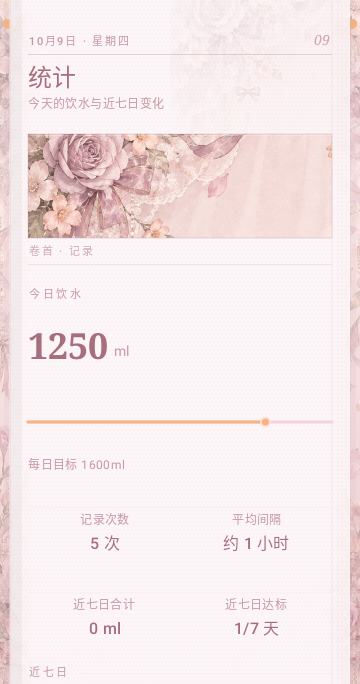 10月9日 · 星期四
09
统计
今天的饮水与近七日变化
卷首 · 记录
今日饮水
1250 ml
每日目标 1600ml
记录次数 平均间隔
5 次 约 1 小时
近七日合计 近七日达标
0 ml 1/7 天
近七日